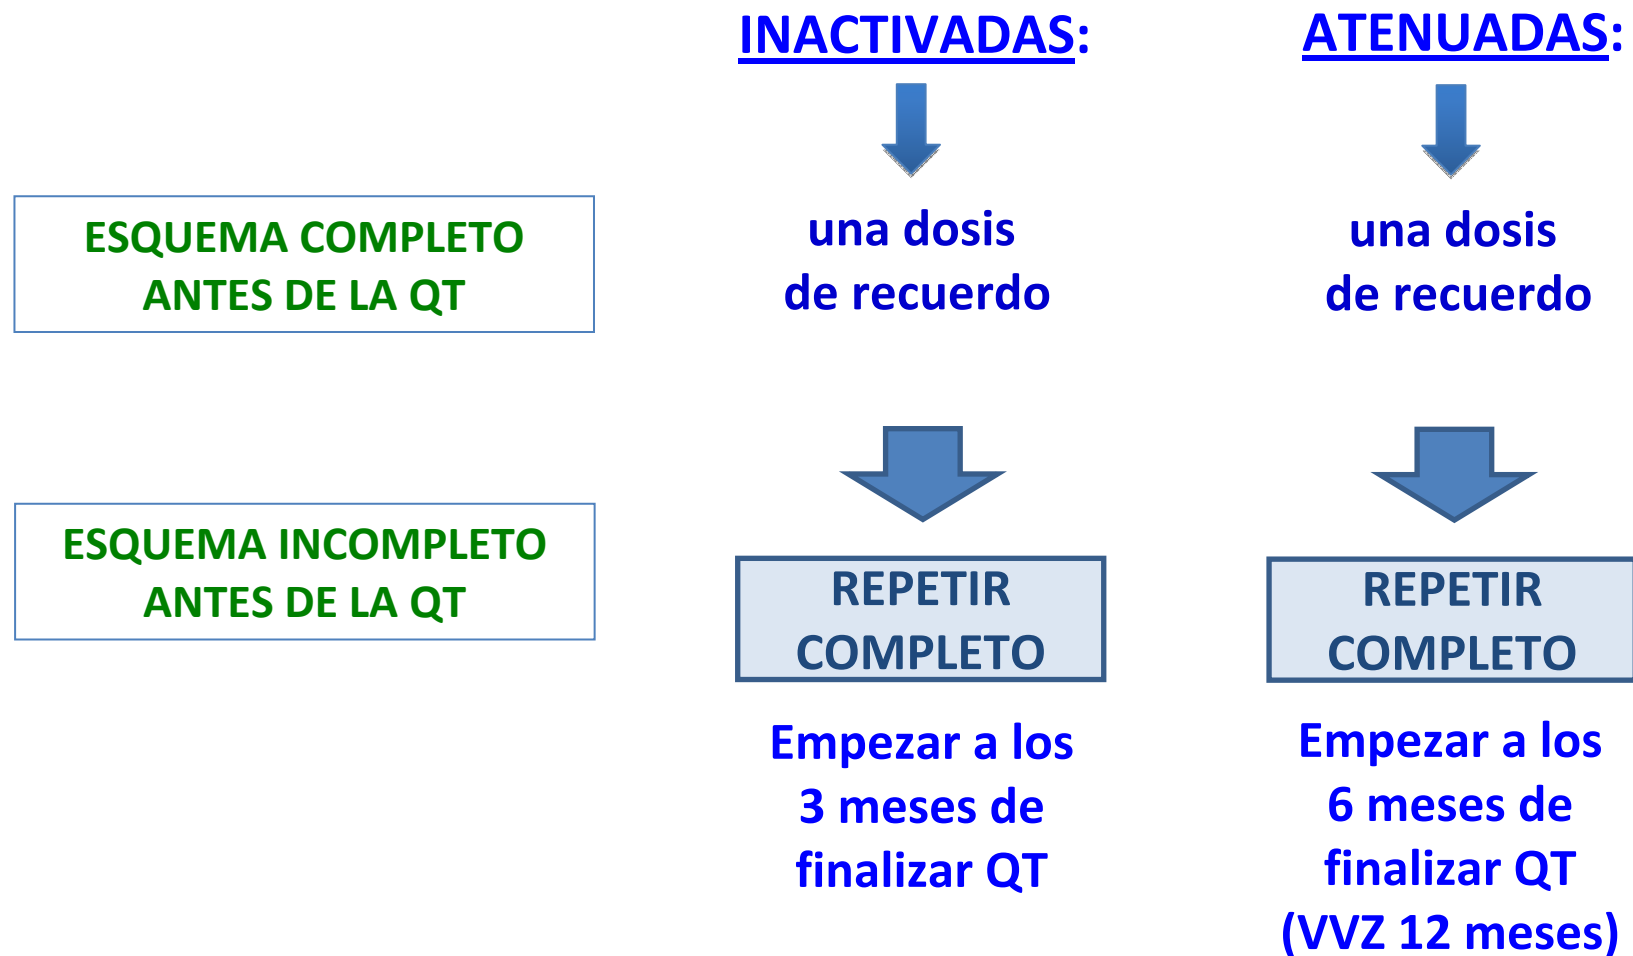 INACTIVADAS:
ATENUADAS:
ESQUEMA COMPLETO
ANTES DE LA QT
una dosis
de recuerdo
una dosis
de recuerdo
ESQUEMA INCOMPLETO
ANTES DE LA QT
REPETIR
COMPLETO
REPETIR
COMPLETO
Empezar a los
3 meses de
finalizar QT
Empezar a los
6 meses de
finalizar QT
(VVZ 12 meses)